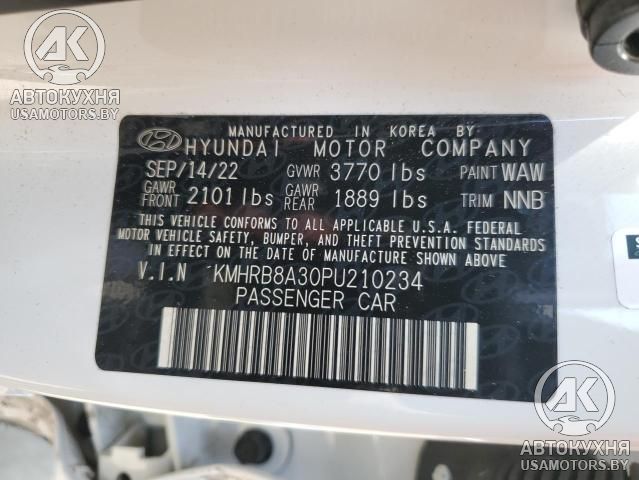 AK
АВТОКУХНЯ
USAMOTORS.BY
MANUFACTURED IN KOREA BY:
HYUNDAI MOTOR COMPANY
SEP/14/22 GVWR 3770 lbs PAINT WAW
GAWR FRONT 2101 lbs GAWR REAR 1889 lbs TRIM NNB
THIS VEHICLE CONFORMS TO ALL APPLICABLE U.S.A. FEDERAL
MOTOR VEHICLE SAFETY, BUMPER, AND THEFT PREVENTION STANDARDS
IN EFFECT ON THE DATE OF MANUFACTURE SHOWN ABOVE.
V.I.N KMHRB8A30PU210234
PASSENGER CAR
AK
АВТОКУХНЯ
USAMOTORS.BY